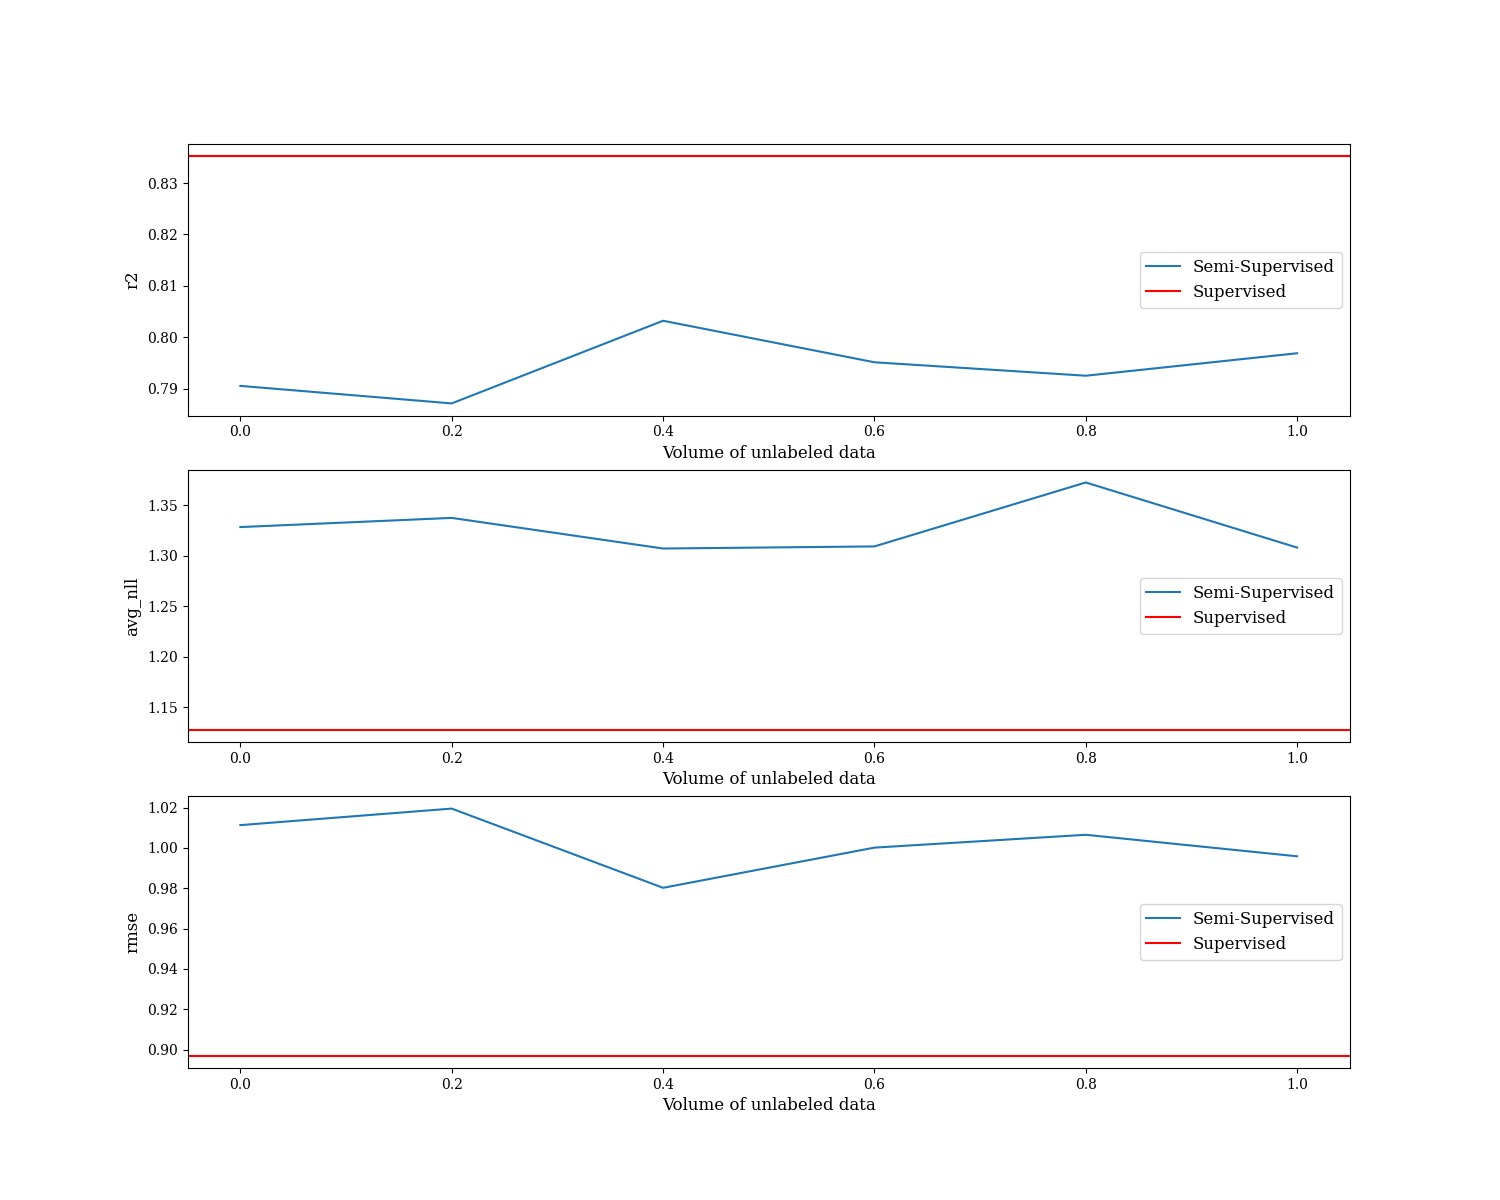 0.83
0.82
0.81
0.80
0.79
r2
Semi-Supervised
Supervised
0.0 0.2 0.4 0.6 0.8 1.0
Volume of unlabeled data
1.35
1.30
1.25
1.20
1.15
avg_nll
Semi-Supervised
Supervised
0.0 0.2 0.4 0.6 0.8 1.0
Volume of unlabeled data
1.02
1.00
0.98
0.96
0.94
0.92
0.90
rmse
Semi-Supervised
Supervised
0.0 0.2 0.4 0.6 0.8 1.0
Volume of unlabeled data